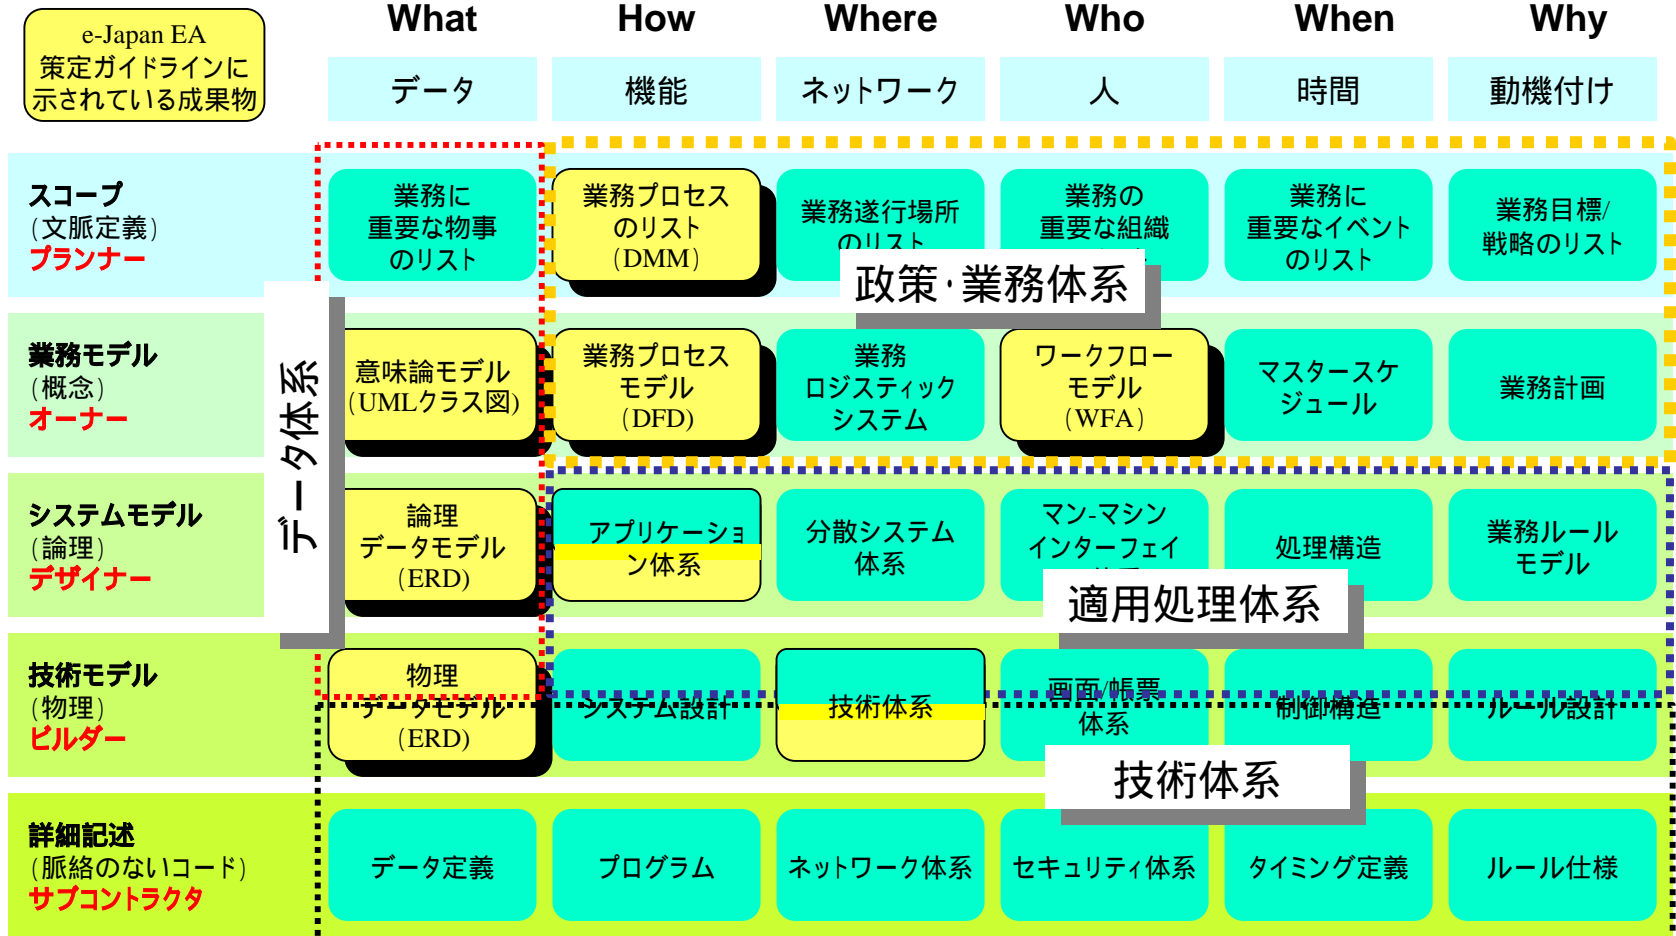 e-Japan EA
策定ガイドラインに
示されている成果物
What
How
Where
Who
When
Why
データ
機能
ネットワーク
人
時間
動機付け
スコープ
(文脈定義)
プランナー
業務に
重要な物事
のリスト
業務プロセス
のリスト
(DMM)
業務遂行場所
のリスト
業務の
重要な組織
業務に
重要なイベント
のリスト
業務目標/
戦略のリスト
政策・業務体系
データ体系
業務モデル
(概念)
オーナー
意味論モデル
(UMLクラス図)
業務プロセス
モデル
(DFD)
業務
ロジスティック
システム
ワークフロー
モデル
(WFA)
マスタースケ
ジュール
業務計画
システムモデル
(論理)
デザイナー
論理
データモデル
(ERD)
アプリケーショ
ン体系
分散システム
体系
マン-マシン
インターフェイ
処理構造
業務ルール
モデル
適用処理体系
技術モデル
(物理)
ビルダー
物理
データモデル
(ERD)
システム設計
技術体系
画面/帳票
体系
制御構造
ルール設計
技術体系
詳細記述
(脈絡のないコード)
サブコントラクタ
データ定義
プログラム
ネットワーク体系
セキュリティ体系
タイミング定義
ルール仕様